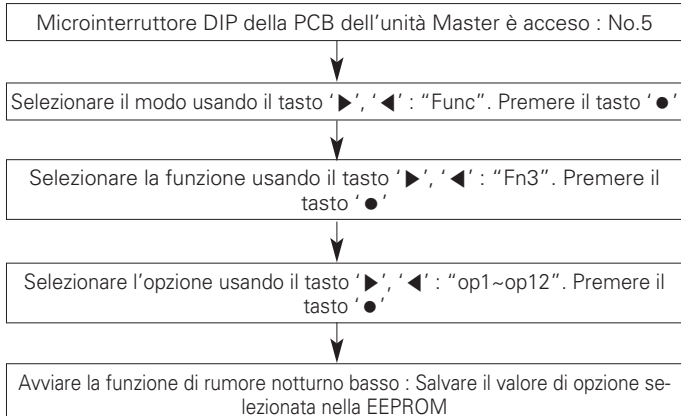 Microinterruttore DIP della PCB dell'unità Master è acceso : No.5
Selezionare il modo usando il tasto ‘▶’, ‘◀’ : “Func”. Premere il tasto ‘●’
Selezionare la funzione usando il tasto ‘▶’, ‘◀’ : “Fn3”. Premere il
tasto ‘●’
Selezionare l'opzione usando il tasto ‘▶’, ‘◀’ : “op1~op12”. Premere il
tasto ‘●’
Avviare la funzione di rumore notturno basso : Salvare il valore di opzione se-
lezionata nella EEPROM